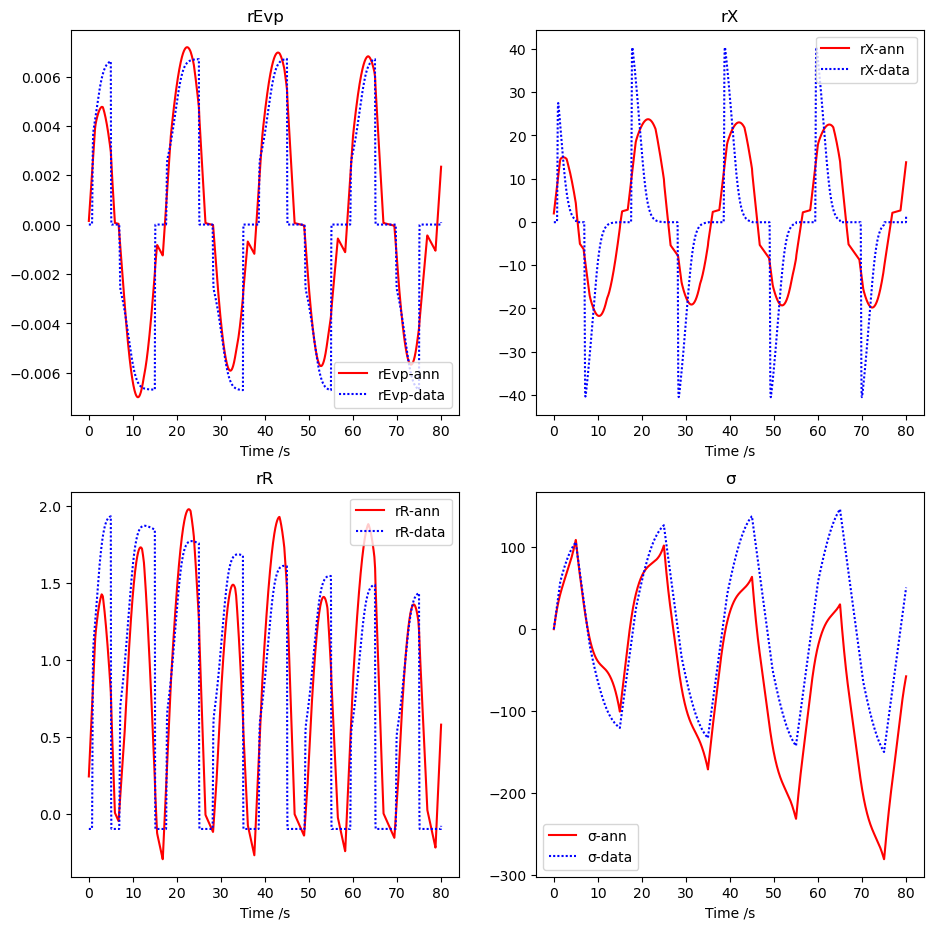 rEvp
0.006
0.004
0.002
0.000
−0.002
−0.004
−0.006
rEvp-ann
rEvp-data
0 10 20 30 40 50 60 70 80
Time /s
rX
40
30
20
10
0
−10
−20
−30
−40
rX-ann
rX-data
0 10 20 30 40 50 60 70 80
Time /s
rR
2.0
1.5
1.0
0.5
0.0
rR-ann
rR-data
0 10 20 30 40 50 60 70 80
Time /s
σ
100
0
−100
−200
−300
σ-ann
σ-data
0 10 20 30 40 50 60 70 80
Time /s